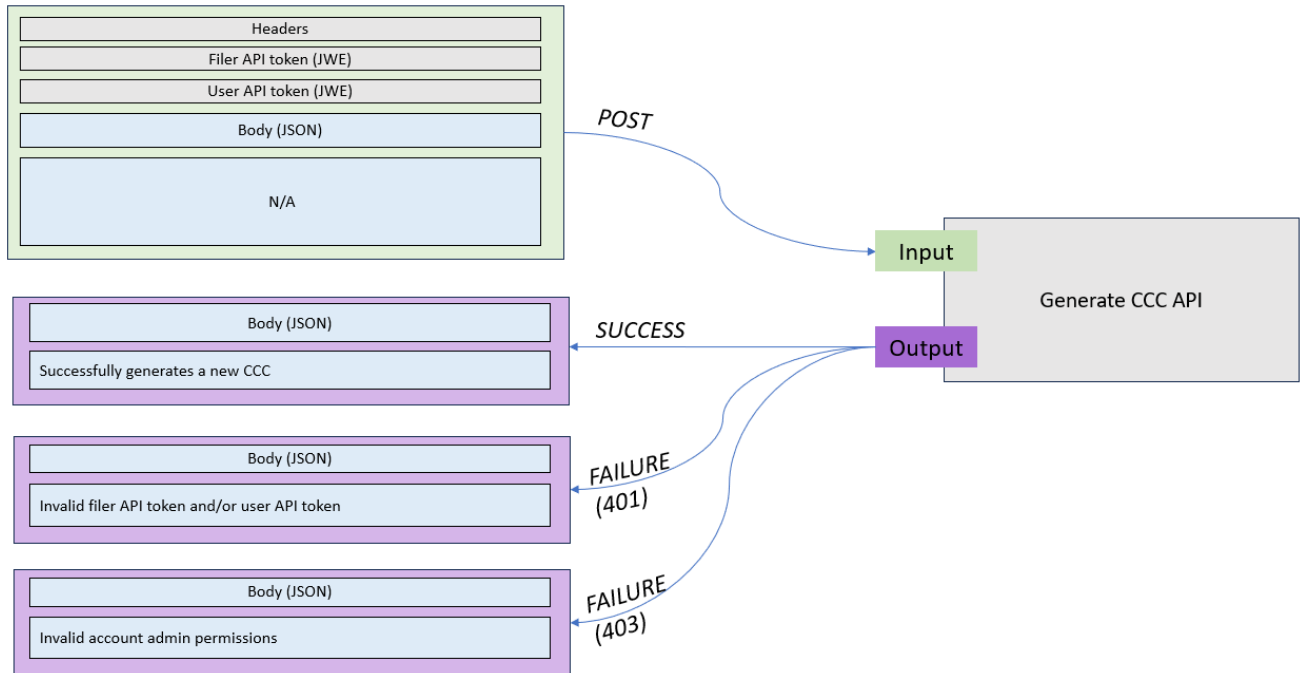 Headers
Filer API token (JWE)
User API token (JWE)
Body (JSON)
N/A
POST
Input
Generate CCC API
Output
SUCCESS
Body (JSON)
Successfully generates a new CCC
FAILURE
(401)
Body (JSON)
Invalid filer API token and/or user API token
FAILURE
(403)
Body (JSON)
Invalid account admin permissions